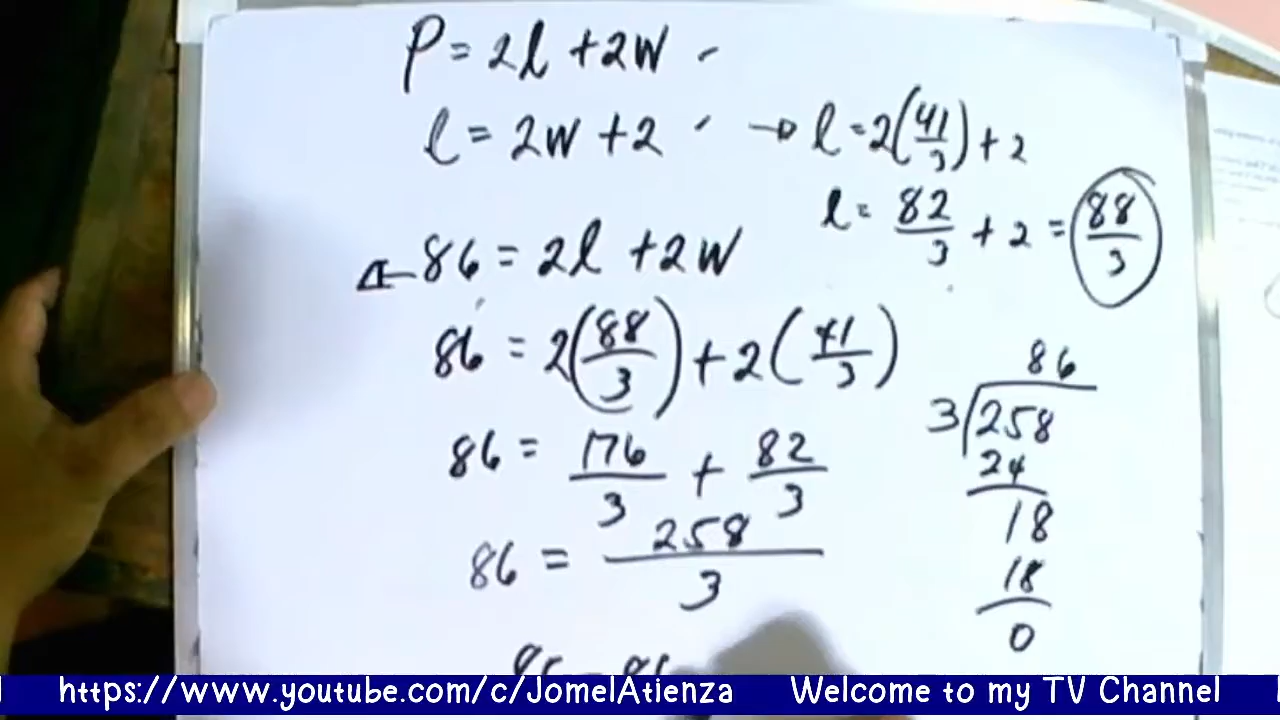 P = 2l + 2W
l = 2W + 2 → l = 2(41/3) + 2
l = 82/3 + 2 = 88/3
86 = 2l + 2W
86 = 2(88/3) + 2(41/3)
86 = 176/3 + 82/3
86 = 258/3
86 = 86
86
3)258
24
18
18
0
https://www.youtube.com/c/JomelAtienza Welcome to my TV Channel